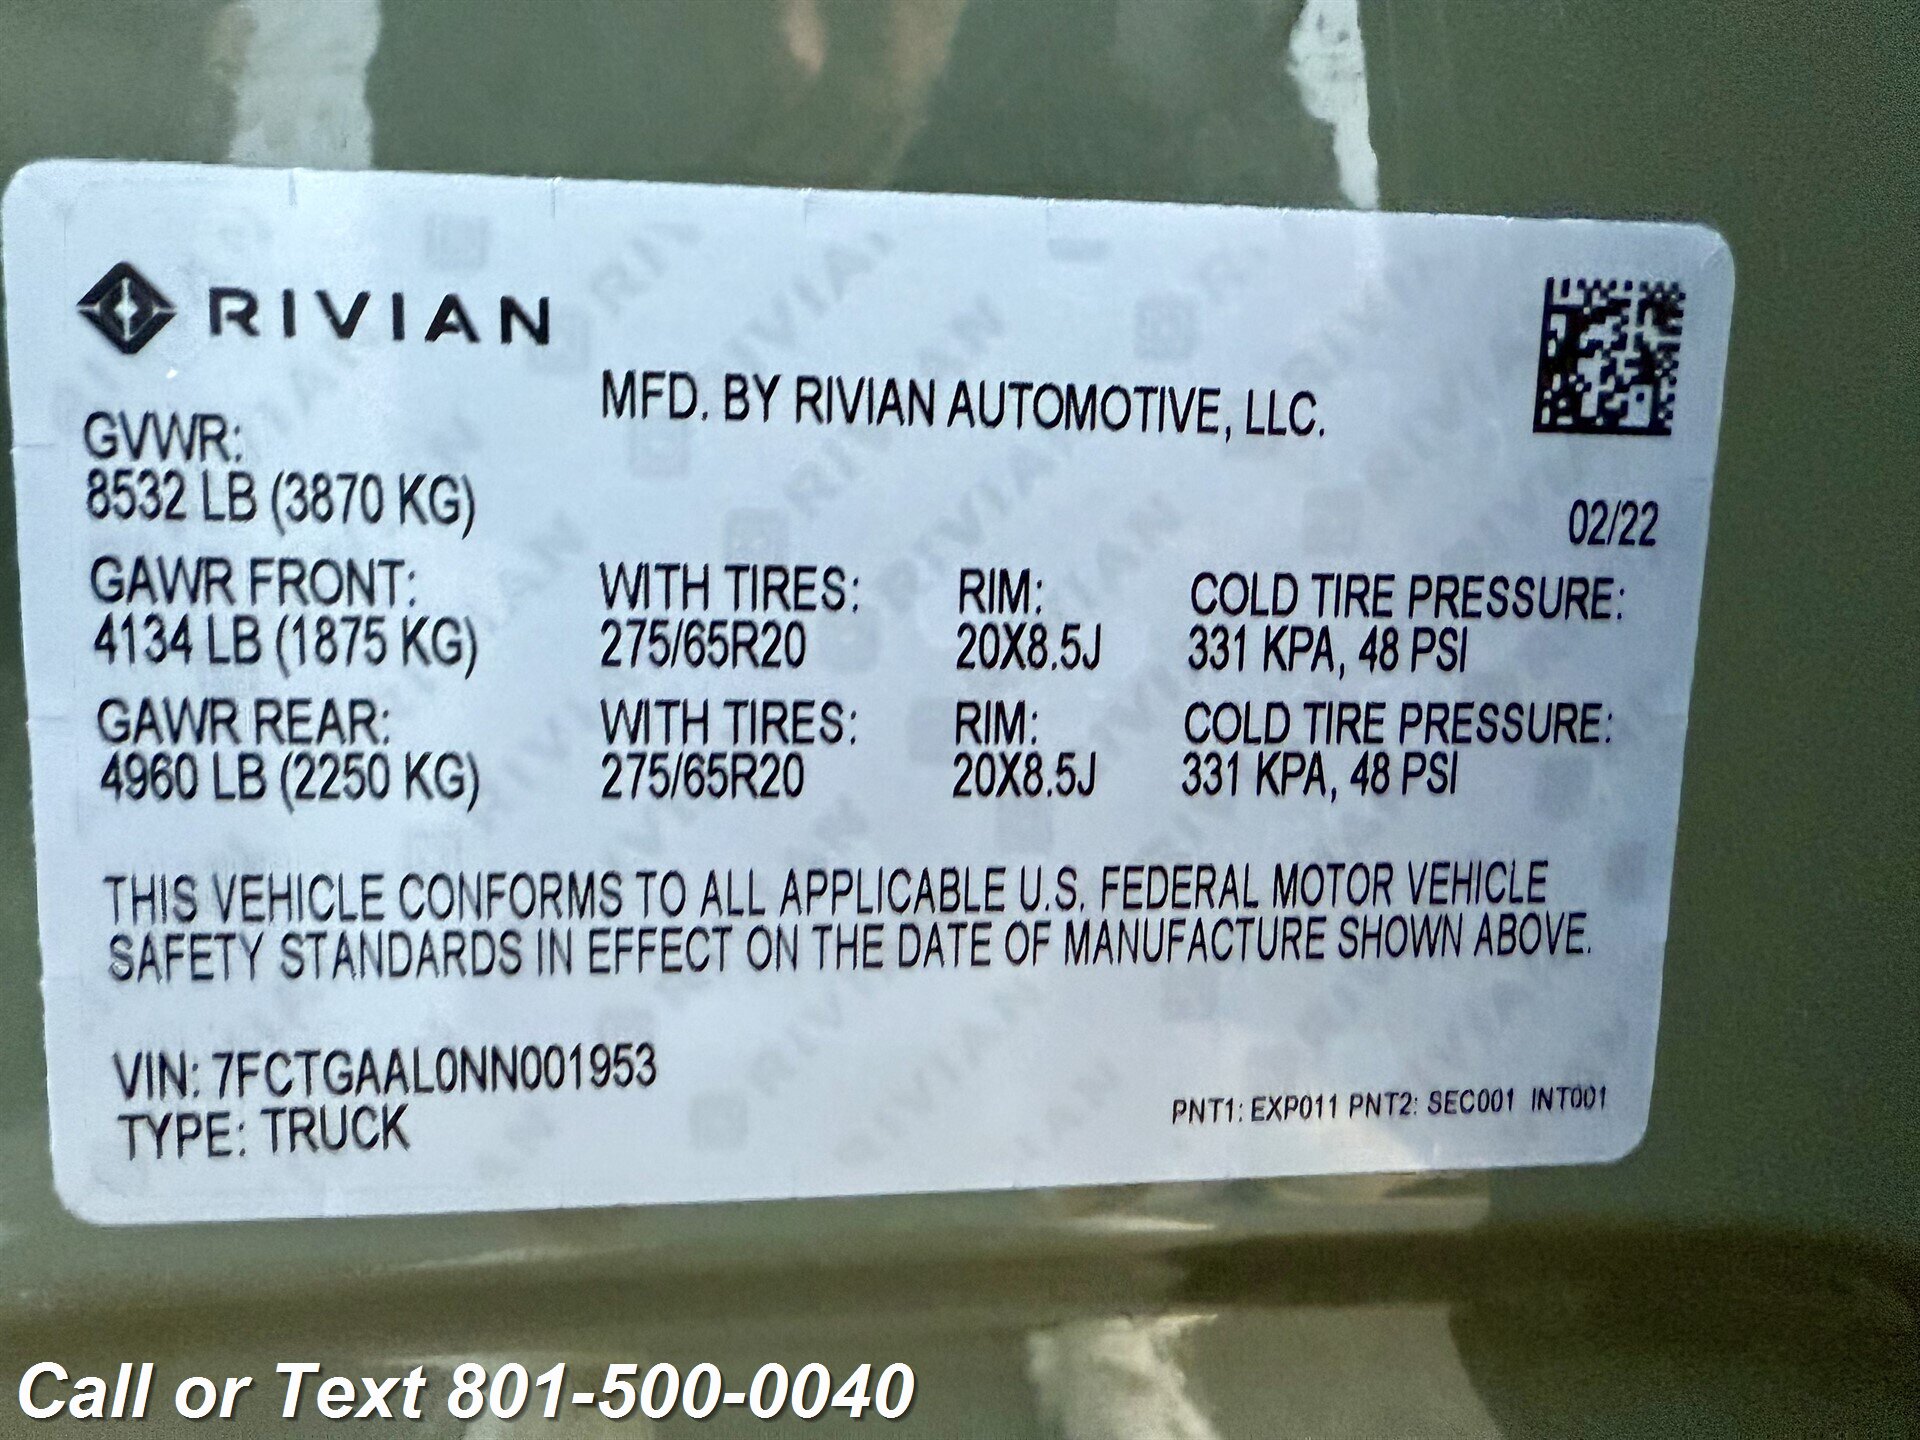 RIVIAN
MFD. BY RIVIAN AUTOMOTIVE, LLC.
GVWR:
8532 LB (3870 KG)
02/22
GAWR FRONT: WITH TIRES: RIM: COLD TIRE PRESSURE:
4134 LB (1875 KG) 275/65R20 20X8.5J 331 KPA, 48 PSI
GAWR REAR: WITH TIRES: RIM: COLD TIRE PRESSURE:
4960 LB (2250 KG) 275/65R20 20X8.5J 331 KPA, 48 PSI
THIS VEHICLE CONFORMS TO ALL APPLICABLE U.S. FEDERAL MOTOR VEHICLE
SAFETY STANDARDS IN EFFECT ON THE DATE OF MANUFACTURE SHOWN ABOVE.
VIN: 7FCTGAAL0NN001953
TYPE: TRUCK
PNT1: EXP011 PNT2: SEC001 INT001
Call or Text 801-500-0040